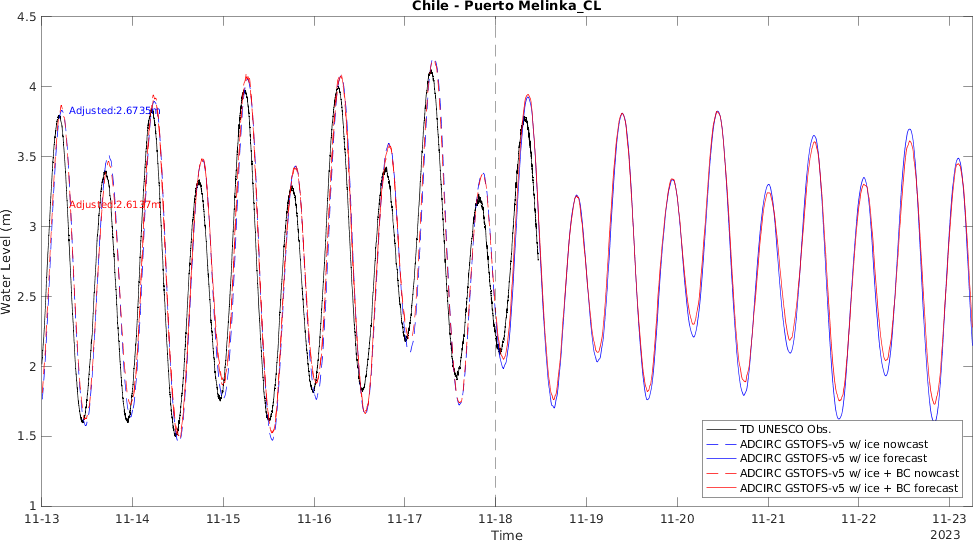 Chile - Puerto Melinka_CL
4.5
4
3.5
3
2.5
2
1.5
1
Water Level (m)
Adjusted:2.6735m
Adjusted:2.6137m
TD UNESCO Obs.
ADCIRC GSTOFS-v5 w/ ice nowcast
ADCIRC GSTOFS-v5 w/ ice forecast
ADCIRC GSTOFS-v5 w/ ice + BC nowcast
ADCIRC GSTOFS-v5 w/ ice + BC forecast
11-13 11-14 11-15 11-16 11-17 11-18 11-19 11-20 11-21 11-22 11-23
2023
Time